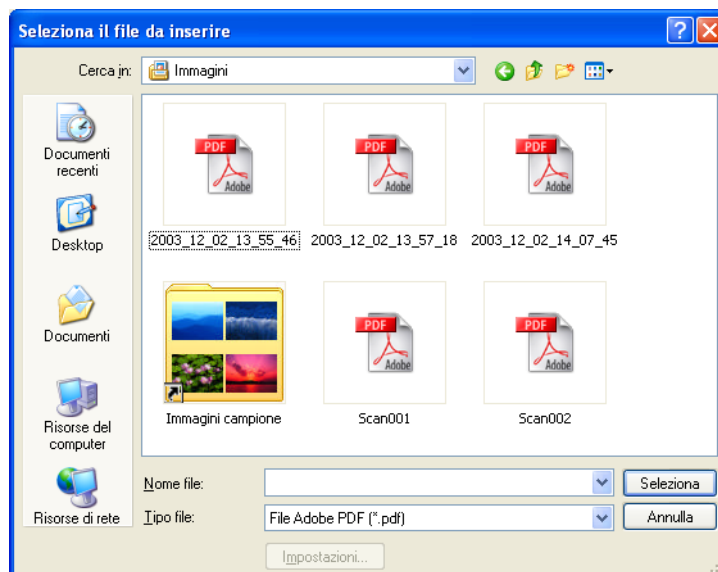 Seleziona il file da inserire
Cerca in:
Immagini
Documenti
recenti
Desktop
Documenti
Risorse del
computer
Risorse di rete
PDF
Adobe
PDF
Adobe
PDF
Adobe
2003_12_02_13_55_46
2003_12_02_13_57_18
2003_12_02_14_07_45
PDF
Adobe
PDF
Adobe
Immagini campione
Scan001
Scan002
Nome file:
Seleziona
Tipo file:
File Adobe PDF (*.pdf)
Annulla
Impostazioni...